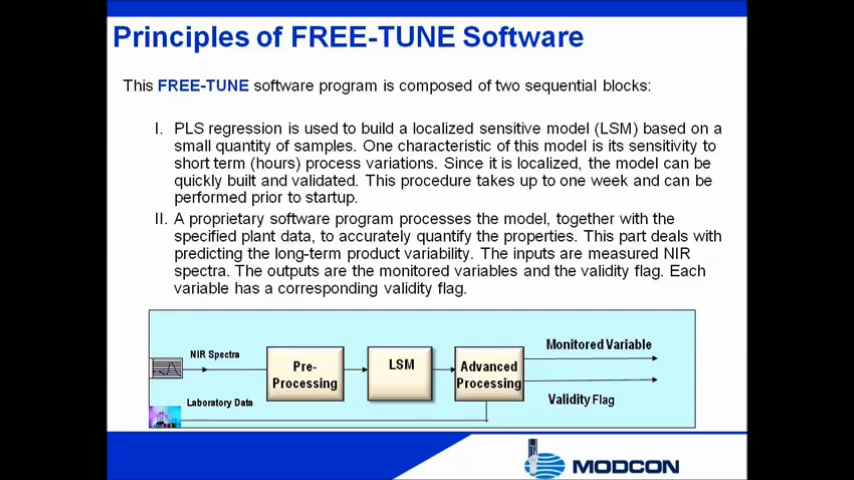 Principles of FREE-TUNE Software
This FREE-TUNE software program is composed of two sequential blocks:
I. PLS regression is used to build a localized sensitive model (LSM) based on a
small quantity of samples. One characteristic of this model is its sensitivity to
short term (hours) process variations. Since it is localized, the model can be
quickly built and validated. This procedure takes up to one week and can be
performed prior to startup.
II. A proprietary software program processes the model, together with the
specified plant data, to accurately quantify the properties. This part deals with
predicting the long-term product variability. The inputs are measured NIR
spectra. The outputs are the monitored variables and the validity flag. Each
variable has a corresponding validity flag.
NIR Spectra
Pre-
Processing
LSM
Advanced
Processing
Monitored Variable
Validity Flag
Laboratory Data
MODCON